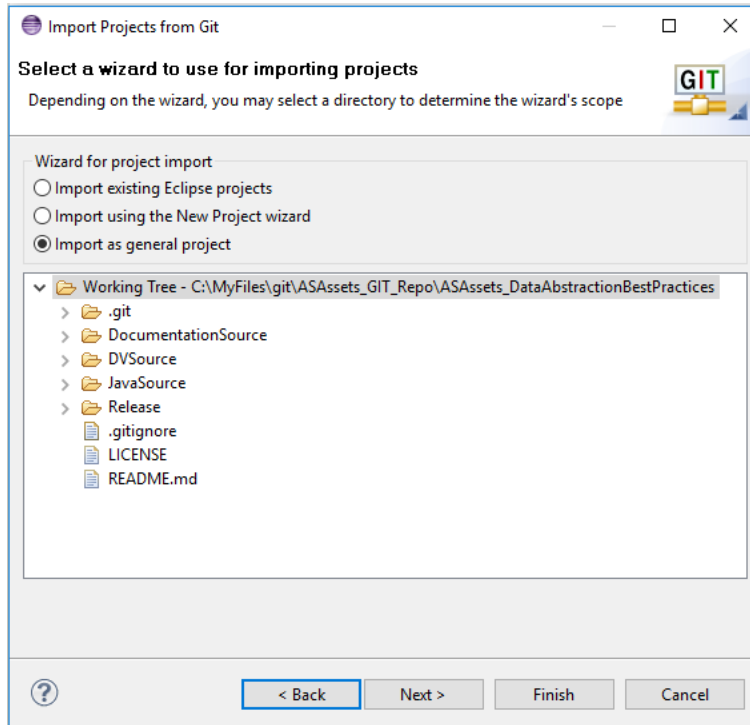 Import Projects from Git
Select a wizard to use for importing projects
Depending on the wizard, you may select a directory to determine the wizard's scope
GIT
Wizard for project import
Import existing Eclipse projects
Import using the New Project wizard
Import as general project
Working Tree - C:\MyFiles\git\ASAssets_GIT_Repo\ASAssets_DataAbstractionBestPractices
.git
DocumentationSource
DVSource
JavaSource
Release
.gitignore
LICENSE
README.md
? < Back Next > Finish Cancel